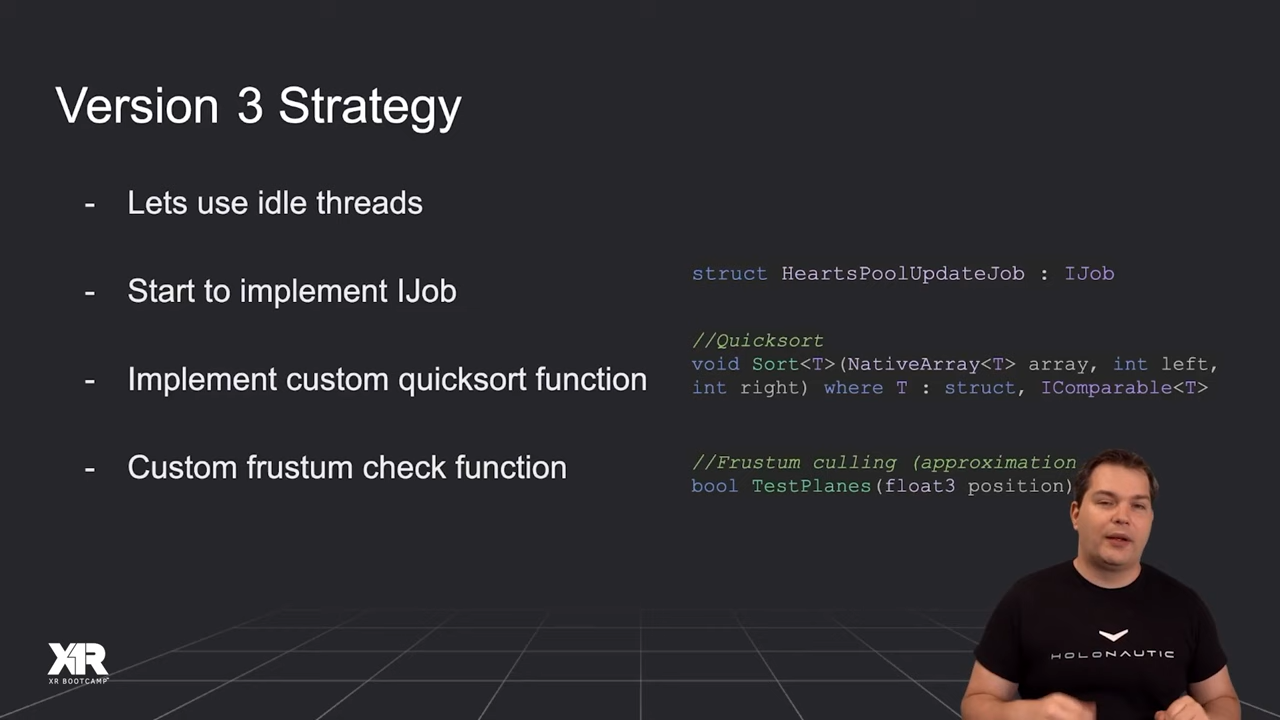 Version 3 Strategy
- Lets use idle threads
- Start to implement IJob
- Implement custom quicksort function
- Custom frustum check function
struct HeartsPoolUpdateJob : IJob
//Quicksort
void Sort<T>(NativeArray<T> array, int left,
int right) where T : struct, IComparable<T>
//Frustum culling (approximation
bool TestPlanes(float3 position)
XR
XR BOOTCAMP
HOLONAUTIC